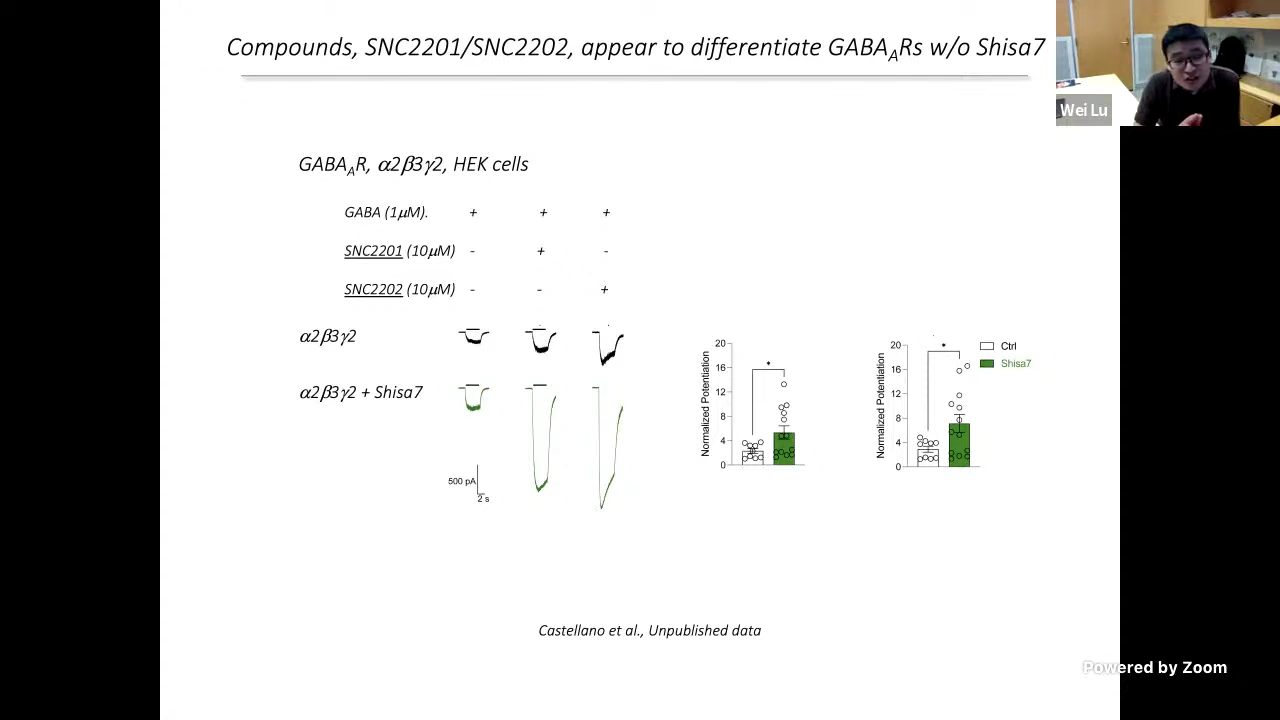 Compounds, SNC2201/SNC2202, appear to differentiate GABA_ARs w/o Shisa7
Wei Lu
GABA_AR, α2β3γ2, HEK cells
GABA (1μM). + + +
SNC2201 (10μM) - + -
SNC2202 (10μM) - - +
α2β3γ2
α2β3γ2 + Shisa7
500 pA
2 s
Normalized Potentiation
20
16
12
8
4
0
*
Normalized Potentiation
20
16
12
8
4
0
*
Ctrl
Shisa7
Castellano et al., Unpublished data
Powered by Zoom